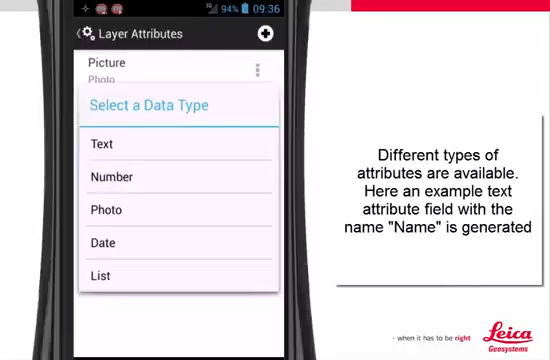 3G 94% 09:36
Layer Attributes
Picture
Photo
Select a Data Type
Text
Number
Photo
Date
List
Different types of
attributes are available.
Here an example text
attribute field with the
name "Name" is generated
- when it has to be right
Leica
Geosystems